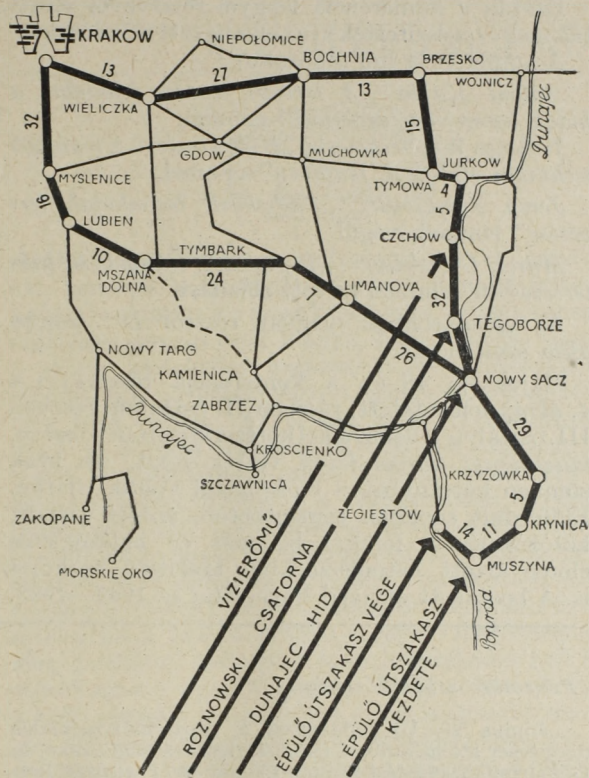 KRAKOW
NIEPOŁOMICE
BOCHNIA
BRZESKO
WOJNICZ
Dunajec
13
27
13
WIELICZKA
32
15
GDOW
MUCHOWKA
TYMOWA
JURKOW
4
MYSLENICE
16
LUBIEN
5
CZCHOW
10
TYMBARK
MSZANA
DOLNA
24
7
LIMANOVA
32
TEGOBORZE
26
NOWY TARG
KAMIENICA
NOWY SACZ
ZABRZEZ
Dunajec
29
KROSCIENKO
SZCZAWNICA
KRZYZOWKA
5
ZAKOPANE
ZEGIESTOW
14
11
KRYNICA
MUSZYNA
MORSKIE OKO
Poprád
VIZIERŐMŰ
ROZNOWSKI CSATORNA
DUNAJEC HID
ÉPÜLŐ ÚTSZAKASZ VÉGE
ÉPÜLŐ ÚTSZAKASZ
KEZDETE